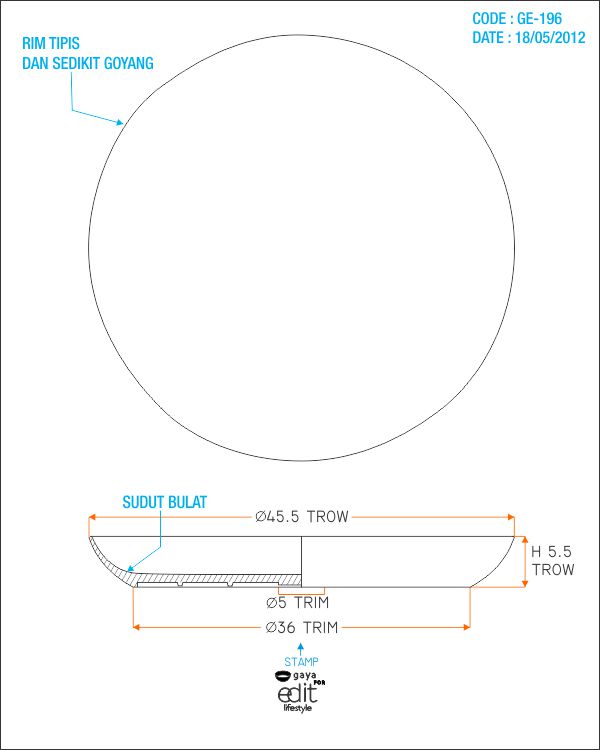 CODE : GE-196
DATE : 18/05/2012
RIM TIPIS
DAN SEDIKIT GOYANG
SUDUT BULAT
Ø45.5 TROW
H 5.5
TROW
Ø5 TRIM
Ø36 TRIM
STAMP
gaya
FOR
edit
lifestyle